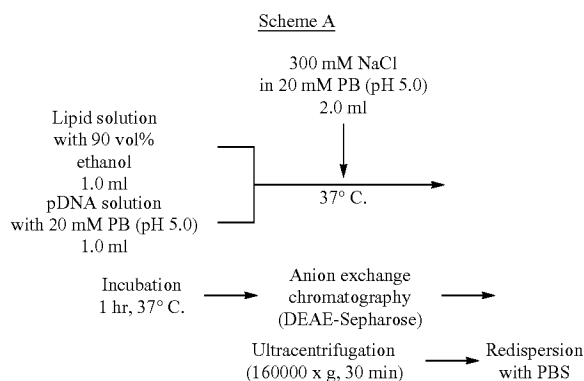 Scheme A
300 mM NaCl
in 20 mM PB (pH 5.0)
2.0 ml
Lipid solution
with 90 vol%
ethanol
1.0 ml
pDNA solution
with 20 mM PB (pH 5.0)
1.0 ml
37° C.
Incubation
1 hr, 37° C.
Anion exchange
chromatography
(DEAE-Sepharose)
Ultracentrifugation
(160000 x g, 30 min)
Redispersion
with PBS